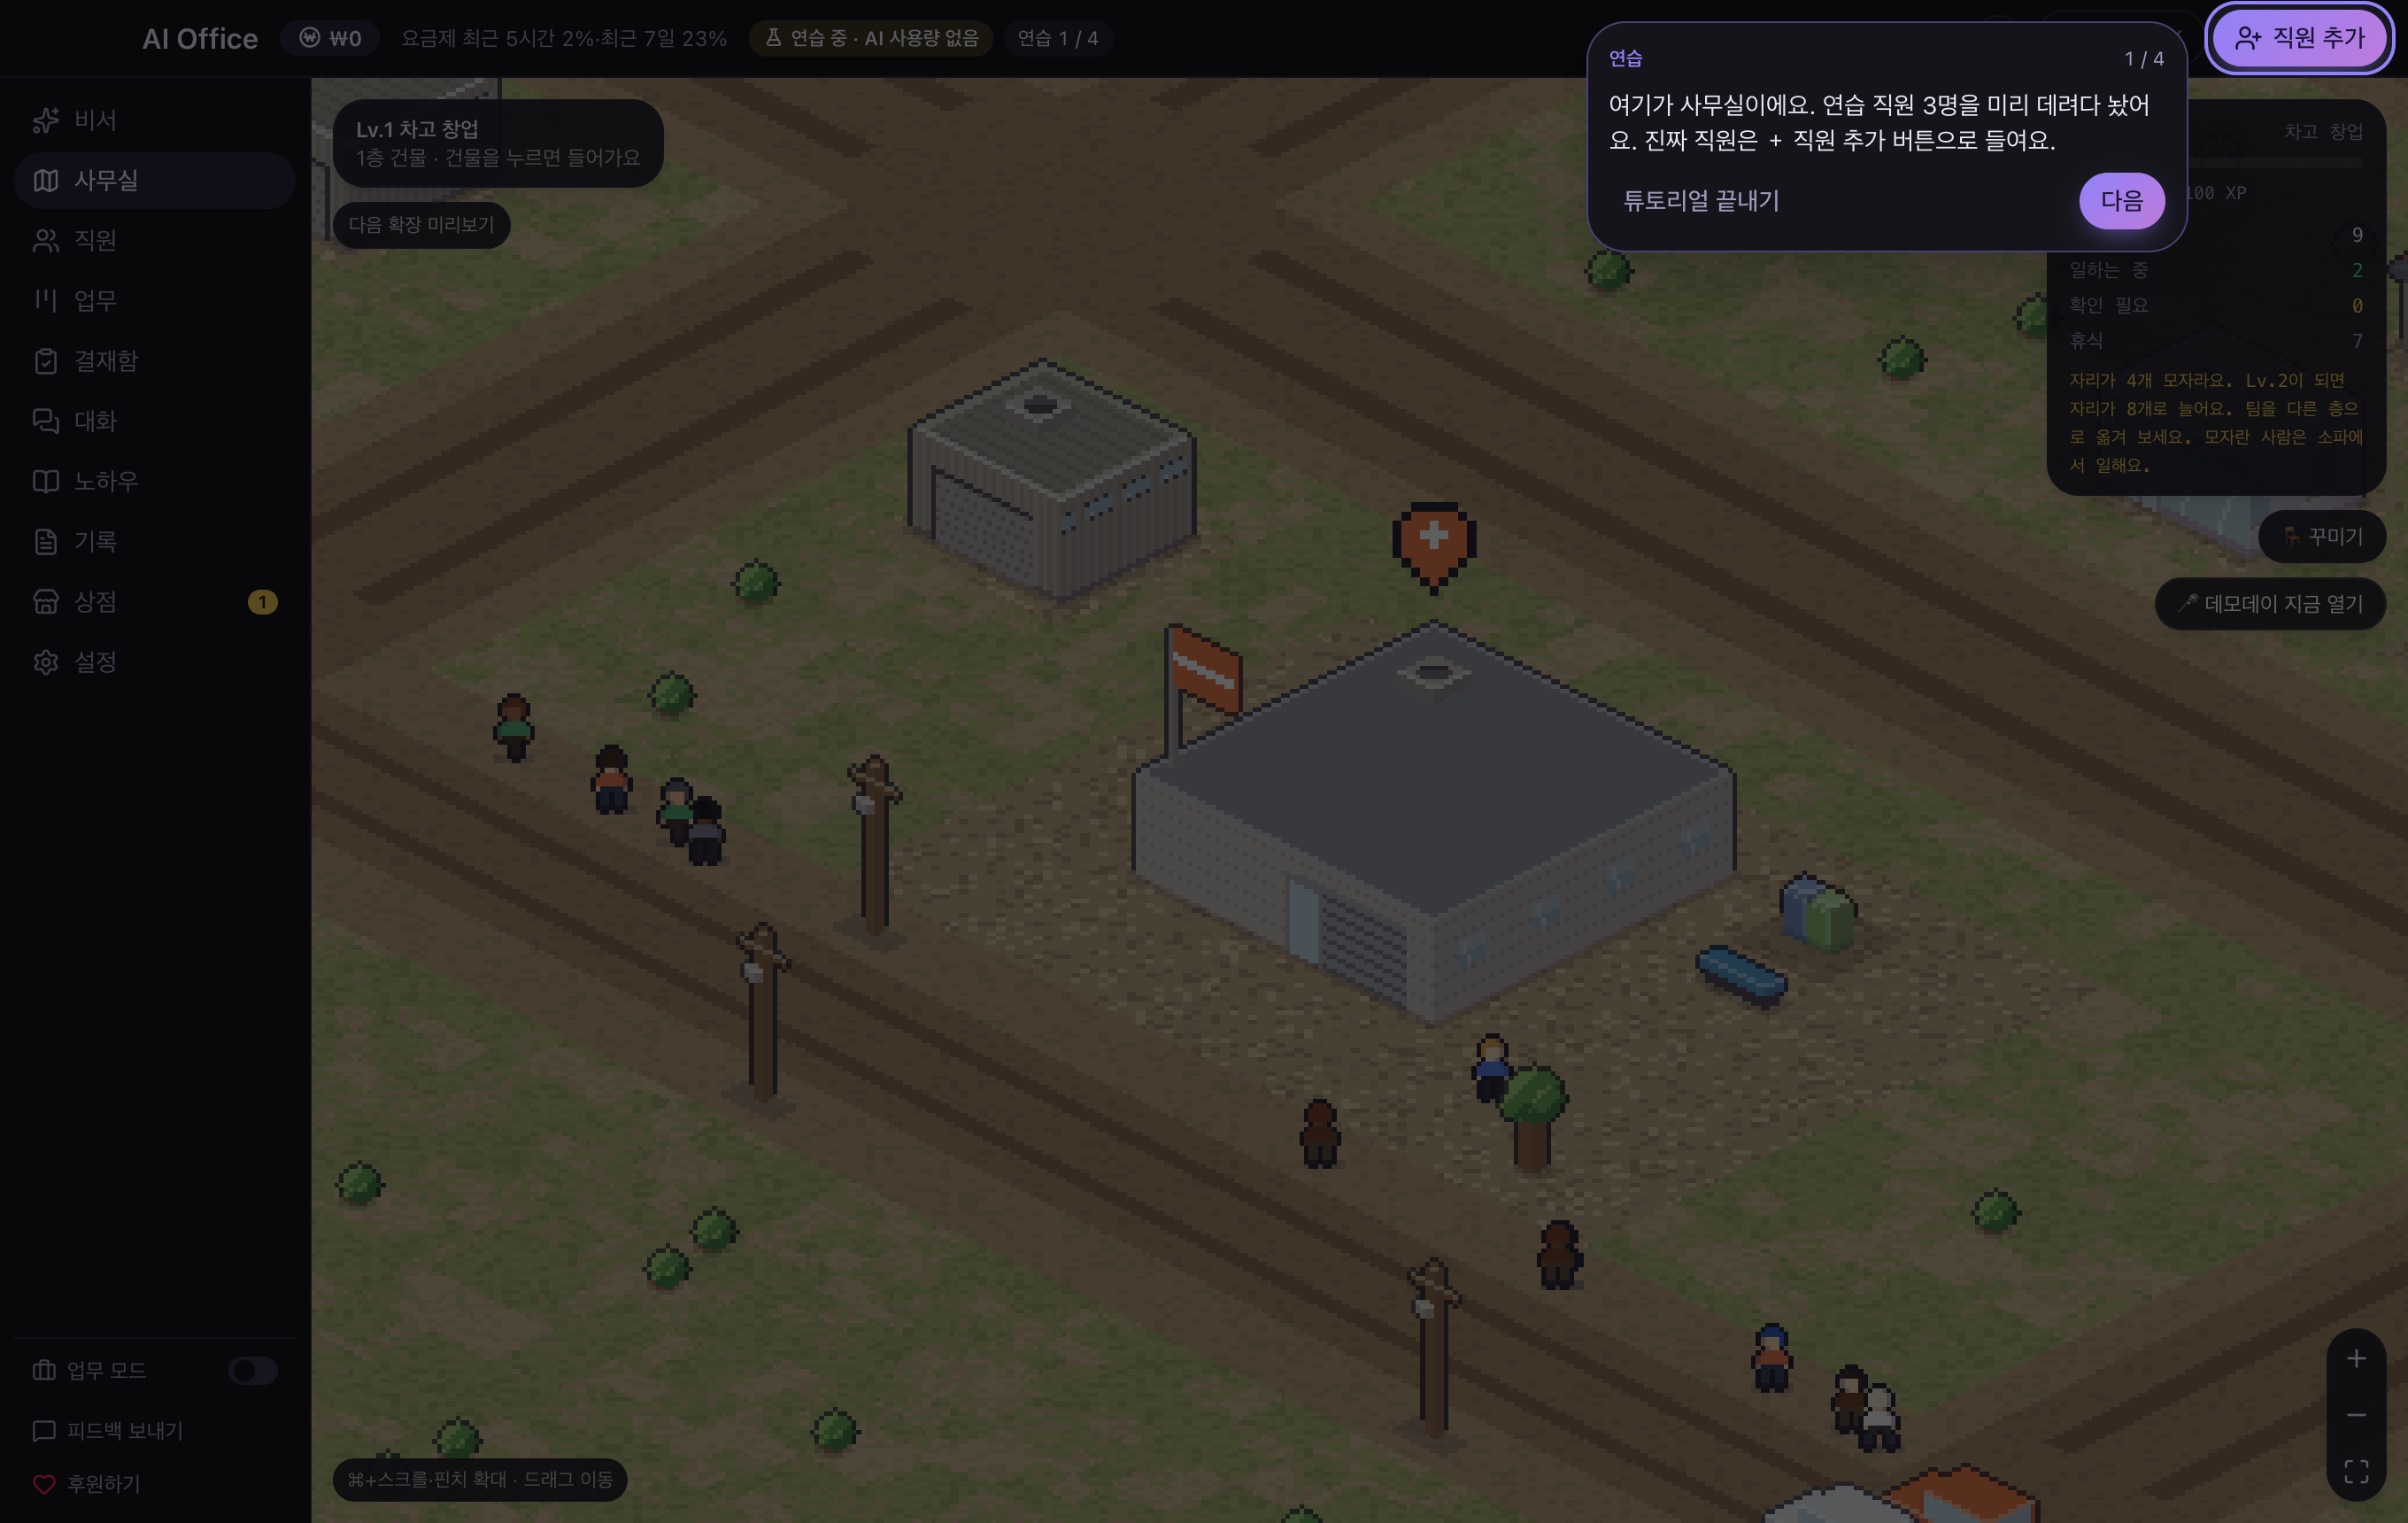 AI Office
₩0
요금제 최근 5시간 2%·최근 7일 23%
연습 중 · AI 사용량 없음
연습 1 / 4
직원 추가
연습
1 / 4
여기가 사무실이에요. 연습 직원 3명을 미리 데려다 놨어
요. 진짜 직원은 + 직원 추가 버튼으로 들여요.
튜토리얼 끝내기
다음
비서
사무실
직원
업무
결재함
대화
노하우
기록
상점
1
설정
업무 모드
피드백 보내기
후원하기
Lv.1 차고 창업
1층 건물 · 건물을 누르면 들어가요
다음 확장 미리보기
차고 창업
100 XP
9
일하는 중 2
확인 필요 0
휴식 7
자리가 4개 모자라요. Lv.2이 되면
자리가 8개로 늘어요. 팀을 다른 층으
로 옮겨 보세요. 모자란 사람은 소파에
서 일해요.
꾸미기
데모데이 지금 열기
⌘+스크롤·핀치 확대 · 드래그 이동